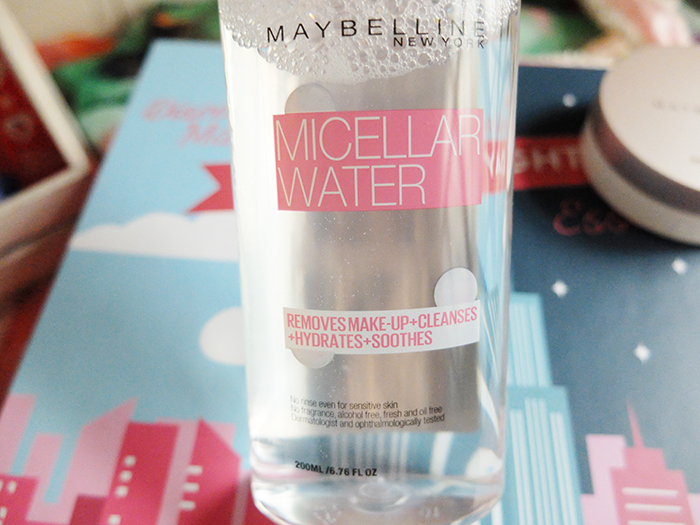 MAYBELLINE
NEW YORK
MICELLAR
WATER
REMOVES MAKE-UP+CLEANSES
+HYDRATES+SOOTHES
No rinse even for sensitive skin
No fragrance, alcohol free, fresh and oil free
Dermatologist and ophthalmologically tested
200ML/6.76 FL OZ